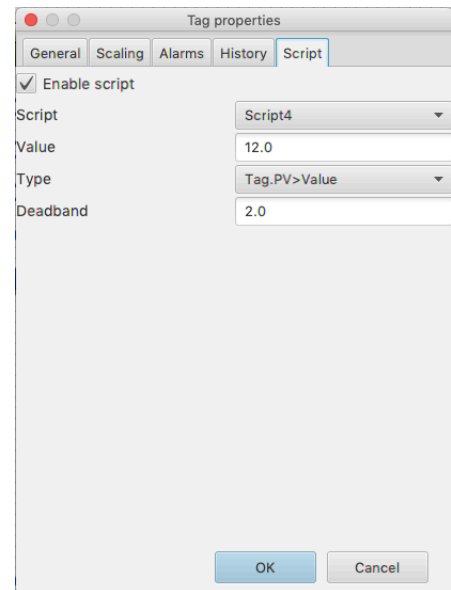 Tag properties
General Scaling Alarms History Script
Enable script
Script Script4
Value 12.0
Type Tag.PV>Value
Deadband 2.0
OK Cancel